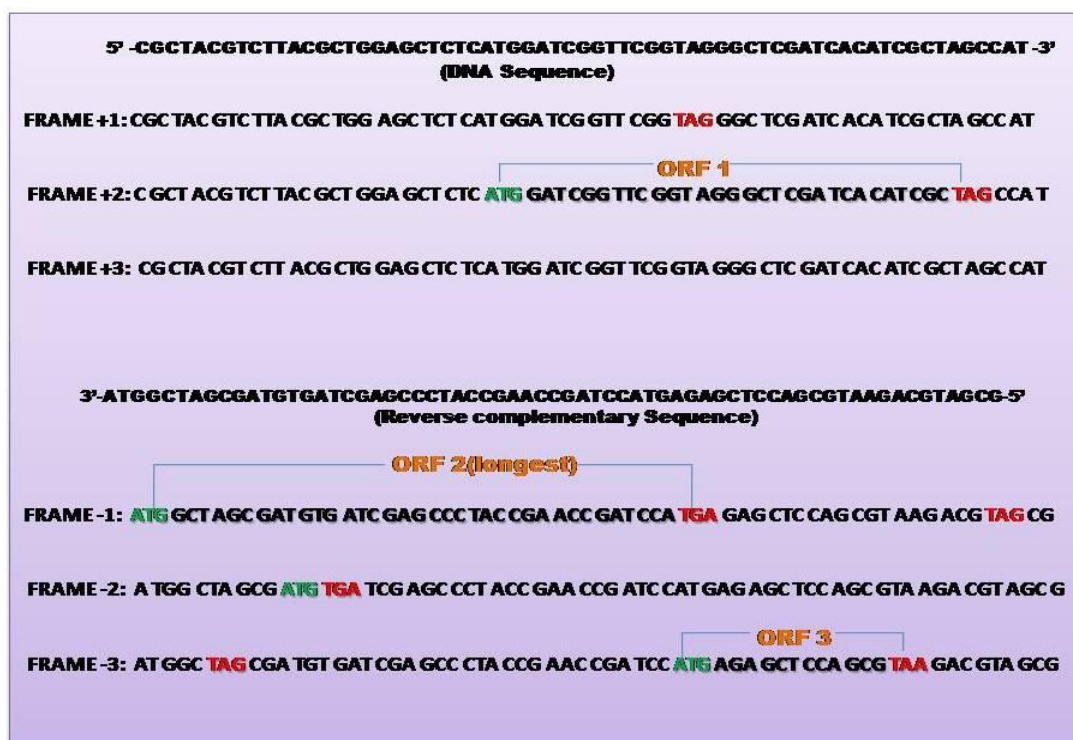 5' -CGCTACGTCTTACGCTGGAGCTCTCATGGATCGGTTCGGTAGGGCTCGATCACATCGCTAGCCAT -3'
(DNA Sequence)
FRAME +1: CGC TAC GTC TTA CGC TGG AGC TCT CAT GGA TCG GTT CGG TAG GGC TCG ATC ACA TCG CTA GCC AT
ORF 1
FRAME +2: C GCT ACG TCT TAC GCT GGA GCT CTC ATG GAT CGG TTC GGT AGG GCT CGA TCA CAT CGC TAG CCA T
FRAME +3: CG CTA CGT CTT ACG CTG GAG CTC TCA TGG ATC GGT TCG GTA GGG CTC GAT CAC ATC GCT AGC CAT
3'-ATGGCTAGCGATGTGATCGAGCCCTACCGAACCGATCCATGAGAGCTCCAGCGTAAGACGTAGCG-5'
(Reverse complementary Sequence)
ORF 2(longest)
FRAME -1: ATG GCT AGC GAT GTG ATC GAG CCC TAC CGA ACC GAT CCA TGA GAG CTC CAG CGT AAG ACG TAG CG
FRAME -2: A TGG CTA GCG ATG TGA TCG AGC CCT ACC GAA CCG ATC CAT GAG AGC TCC AGC GTA AGA CGT AGC G
ORF 3
FRAME -3: AT GGC TAG CGA TGT GAT CGA GCC CTA CCG AAC CGA TCC ATG AGA GCT CCA GCG TAA GAC GTA GCG